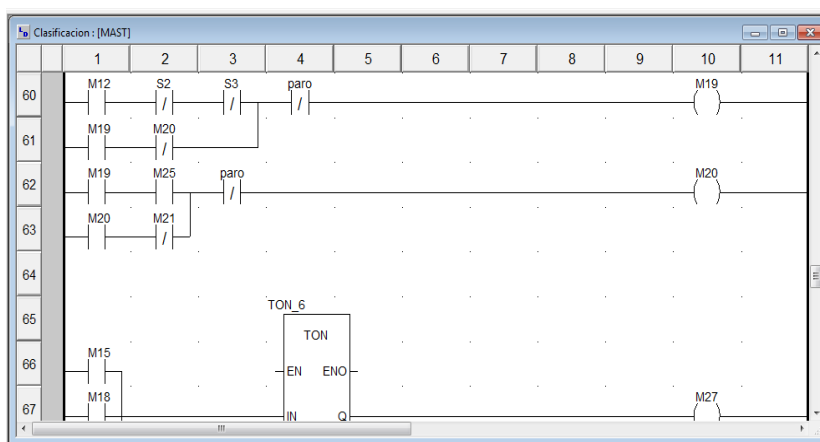 Clasificacion : [MAST]
1 2 3 4 5 6 7 8 9 10 11
M12 S2 S3 paro M19
60
M19 M20
61
M19 M25 paro M20
62
M20 M21
63
64
TON_6
65
TON
M15
66 EN ENO
M18 M27
67 IN Q